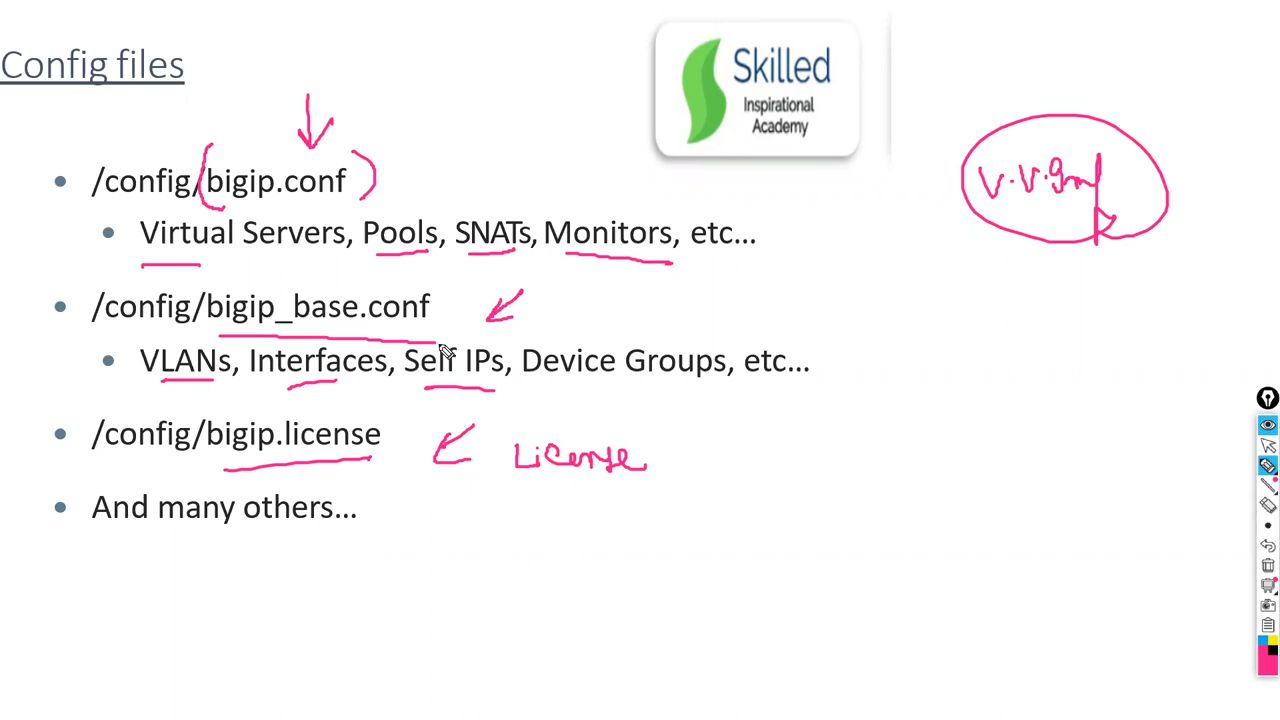 Config files
Skilled
Inspirational
Academy
/config/bigip.conf
V.V.Imp
Virtual Servers, Pools, SNATs, Monitors, etc...
/config/bigip_base.conf
VLANs, Interfaces, Self IPs, Device Groups, etc...
/config/bigip.license
License
And many others...